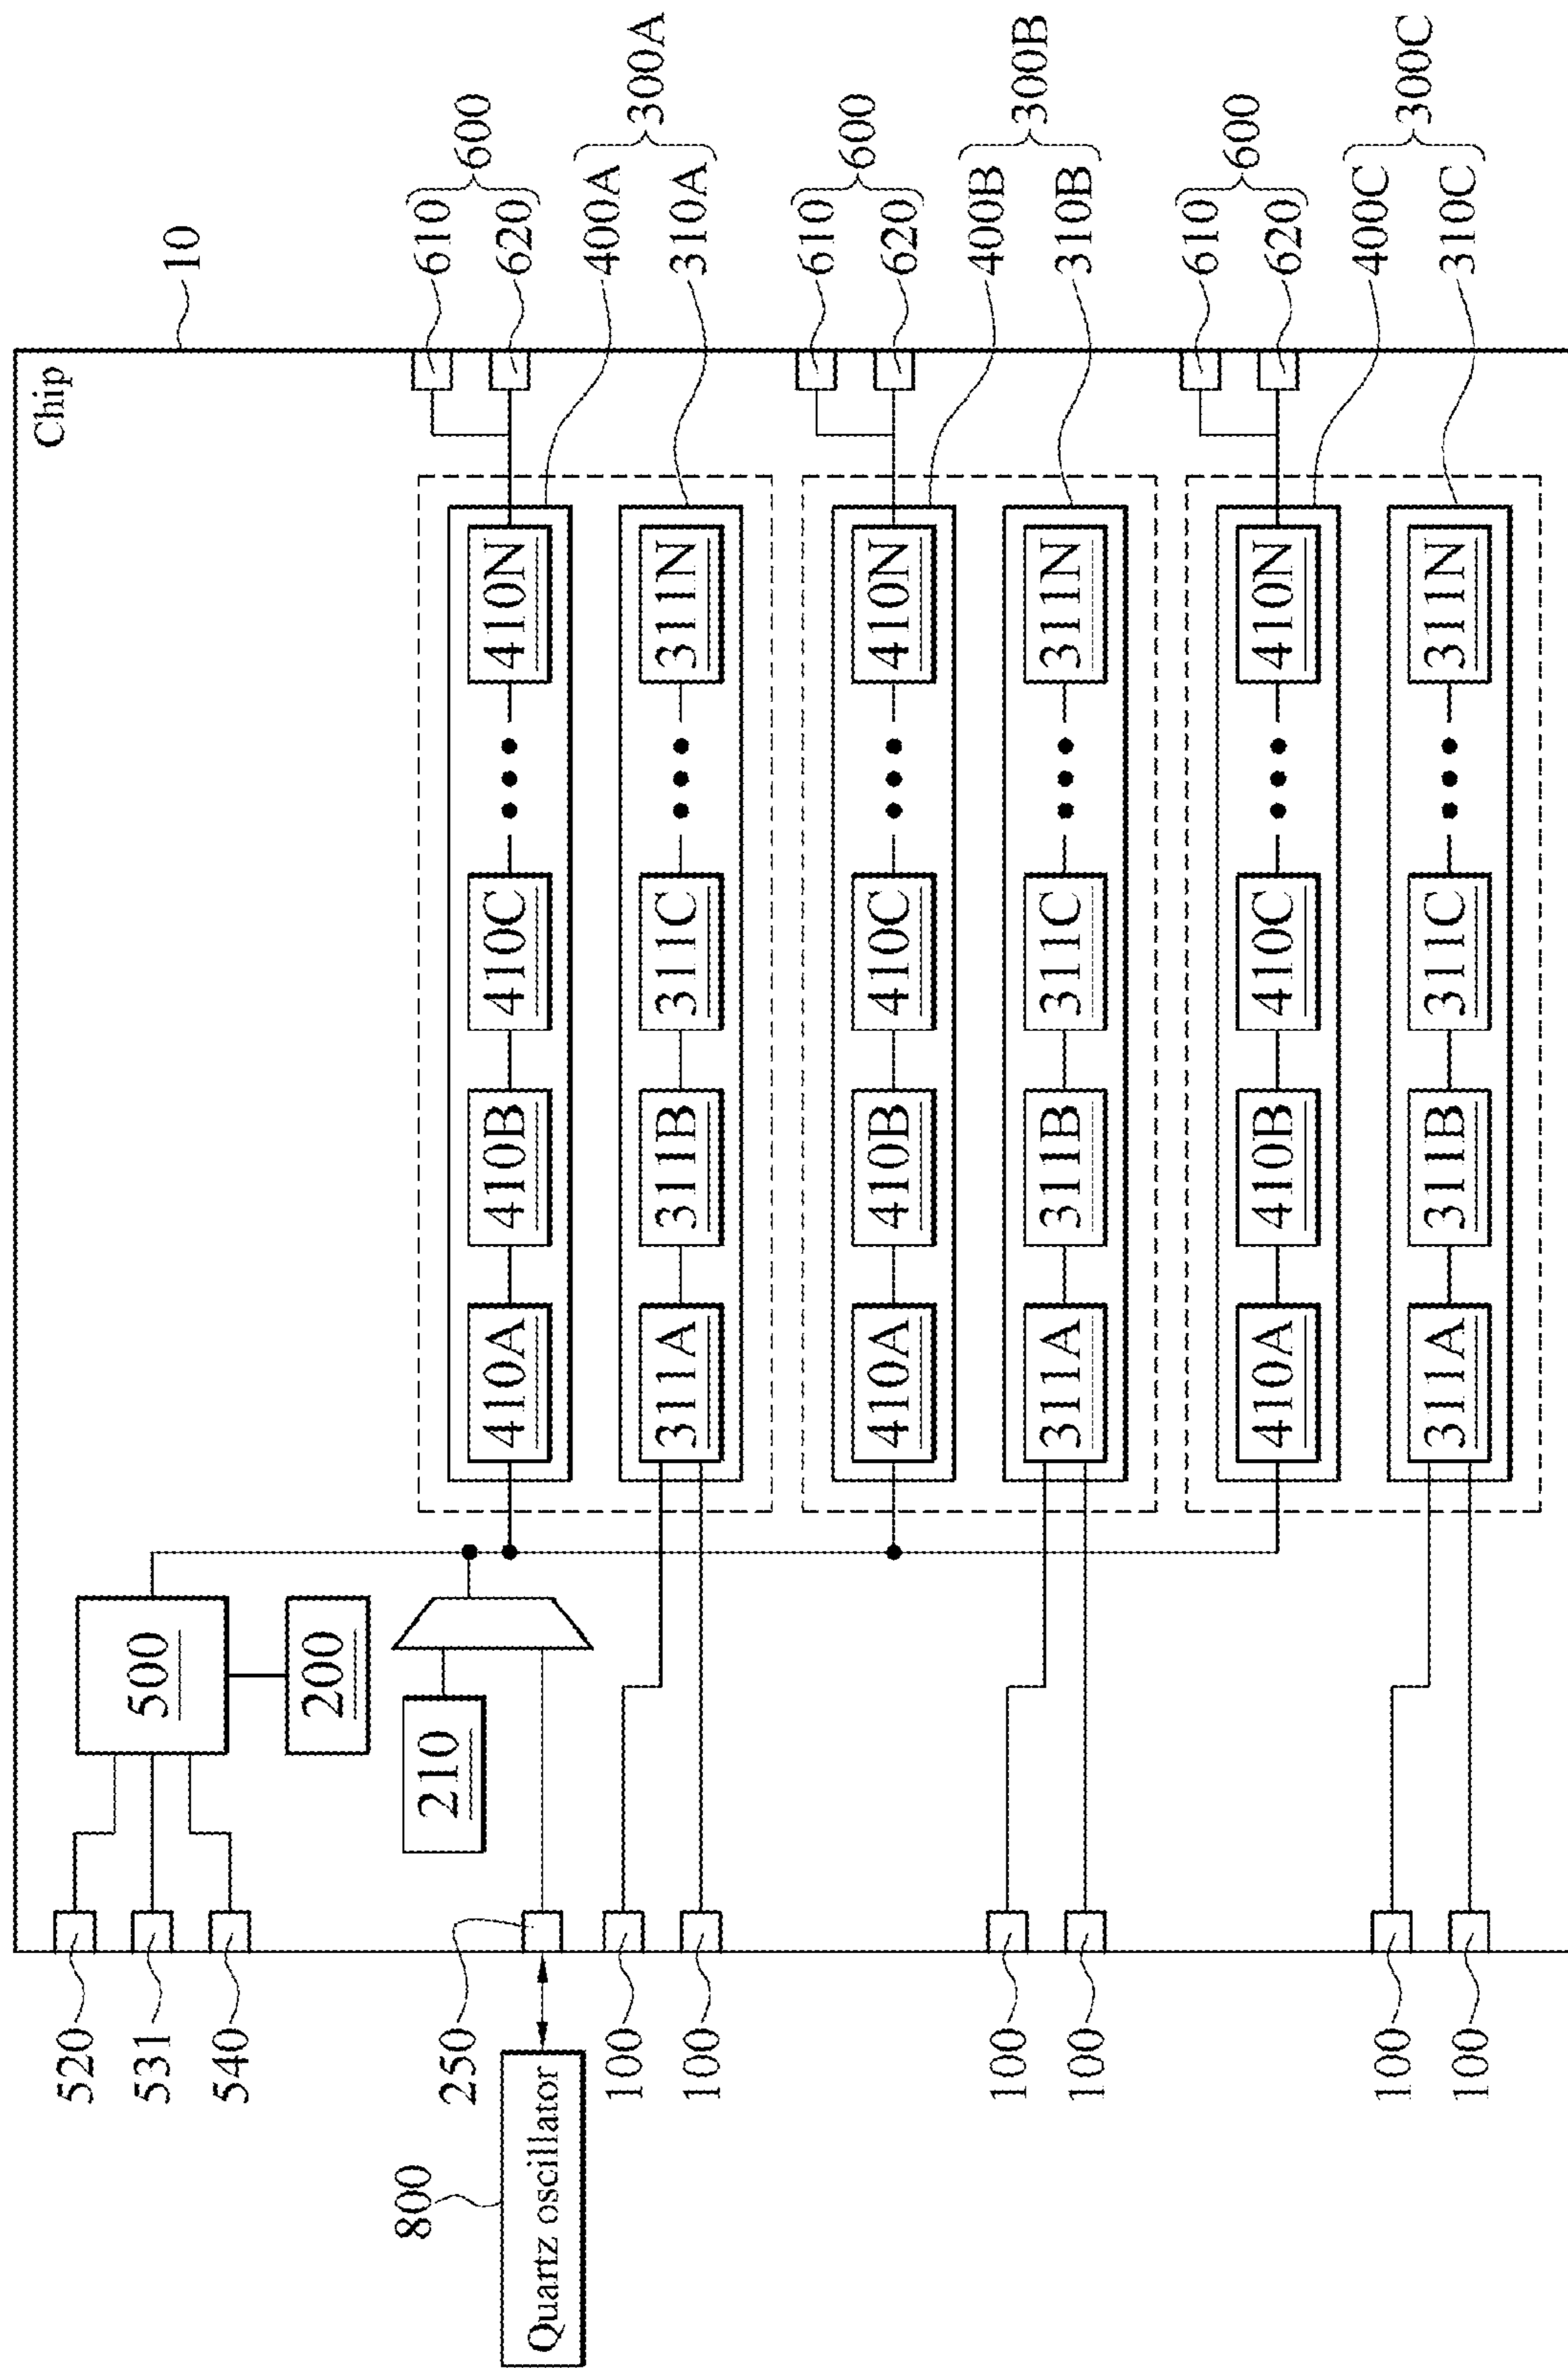 Chip
10
520
531
540
500
200
210
800
Quartz oscillator
250
410A
410B
410C
410N
610
620
600
400A
300A
100
100
311A
311B
311C
311N
310A
410A
410B
410C
410N
610
620
600
400B
300B
100
100
311A
311B
311C
311N
310B
410A
410B
410C
410N
610
620
600
400C
300C
100
100
311A
311B
311C
311N
310C